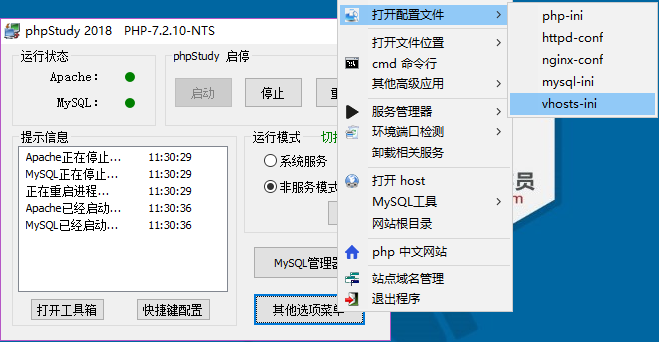 phpStudy 2018 PHP-7.2.10-NTS
运行状态
Apache:
MySQL:
phpStudy 启停
启动
停止
提示信息
Apache正在停止... 11:30:29
MySQL正在停止... 11:30:29
正在重启进程... 11:30:29
Apache已经启动... 11:30:36
MySQL已经启动... 11:30:36
运行模式
系统服务
非服务模式
MySQL管理器
打开工具箱
快捷键配置
其他选项菜单
打开配置文件
打开文件位置
cmd 命令行
其他高级应用
服务管理器
环境端口检测
卸载相关服务
打开 host
MySQL工具
网站根目录
php 中文网站
站点域名管理
退出程序
php-ini
httpd-conf
nginx-conf
mysql-ini
vhosts-ini
员